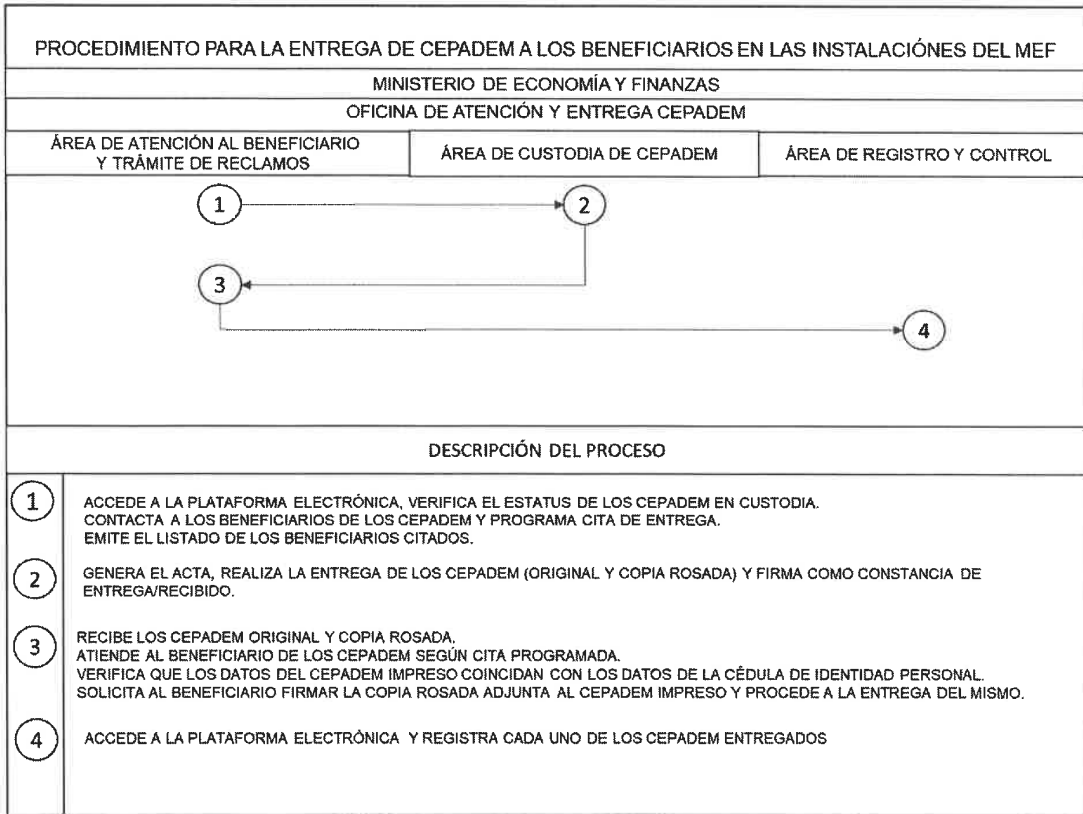 PROCEDIMIENTO PARA LA ENTREGA DE CEPADEM A LOS BENEFICIARIOS EN LAS INSTALACIÓNES DEL MEF
MINISTERIO DE ECONOMÍA Y FINANZAS
OFICINA DE ATENCIÓN Y ENTREGA CEPADEM
ÁREA DE ATENCIÓN AL BENEFICIARIO
Y TRÁMITE DE RECLAMOS
ÁREA DE CUSTODIA DE CEPADEM
ÁREA DE REGISTRO Y CONTROL
1
2
3
4
DESCRIPCIÓN DEL PROCESO
1
ACCEDE A LA PLATAFORMA ELECTRÓNICA, VERIFICA EL ESTATUS DE LOS CEPADEM EN CUSTODIA.
CONTACTA A LOS BENEFICIARIOS DE LOS CEPADEM Y PROGRAMA CITA DE ENTREGA.
EMITE EL LISTADO DE LOS BENEFICIARIOS CITADOS.
2
GENERA EL ACTA, REALIZA LA ENTREGA DE LOS CEPADEM (ORIGINAL Y COPIA ROSADA) Y FIRMA COMO CONSTANCIA DE
ENTREGA/RECIBIDO.
3
RECIBE LOS CEPADEM ORIGINAL Y COPIA ROSADA,
ATIENDE AL BENEFICIARIO DE LOS CEPADEM SEGÚN CITA PROGRAMADA.
VERIFICA QUE LOS DATOS DEL CEPADEM IMPRESO COINCIDAN CON LOS DATOS DE LA CÉDULA DE IDENTIDAD PERSONAL.
SOLICITA AL BENEFICIARIO FIRMAR LA COPIA ROSADA ADJUNTA AL CEPADEM IMPRESO Y PROCEDE A LA ENTREGA DEL MISMO.
4
ACCEDE A LA PLATAFORMA ELECTRÓNICA Y REGISTRA CADA UNO DE LOS CEPADEM ENTREGADOS